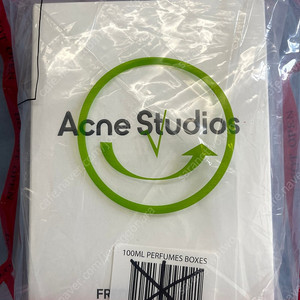 Acne Studios
100ML PERFUMES BOXES
FR